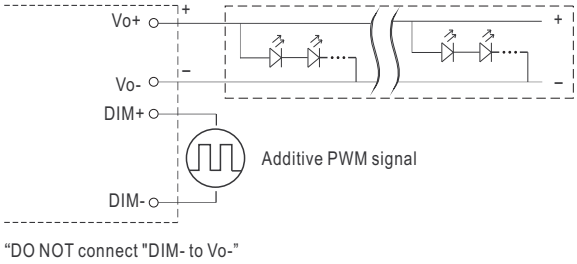 Vo+ + +
Vo- − −
DIM+
Additive PWM signal
DIM-
“DO NOT connect "DIM- to Vo-”